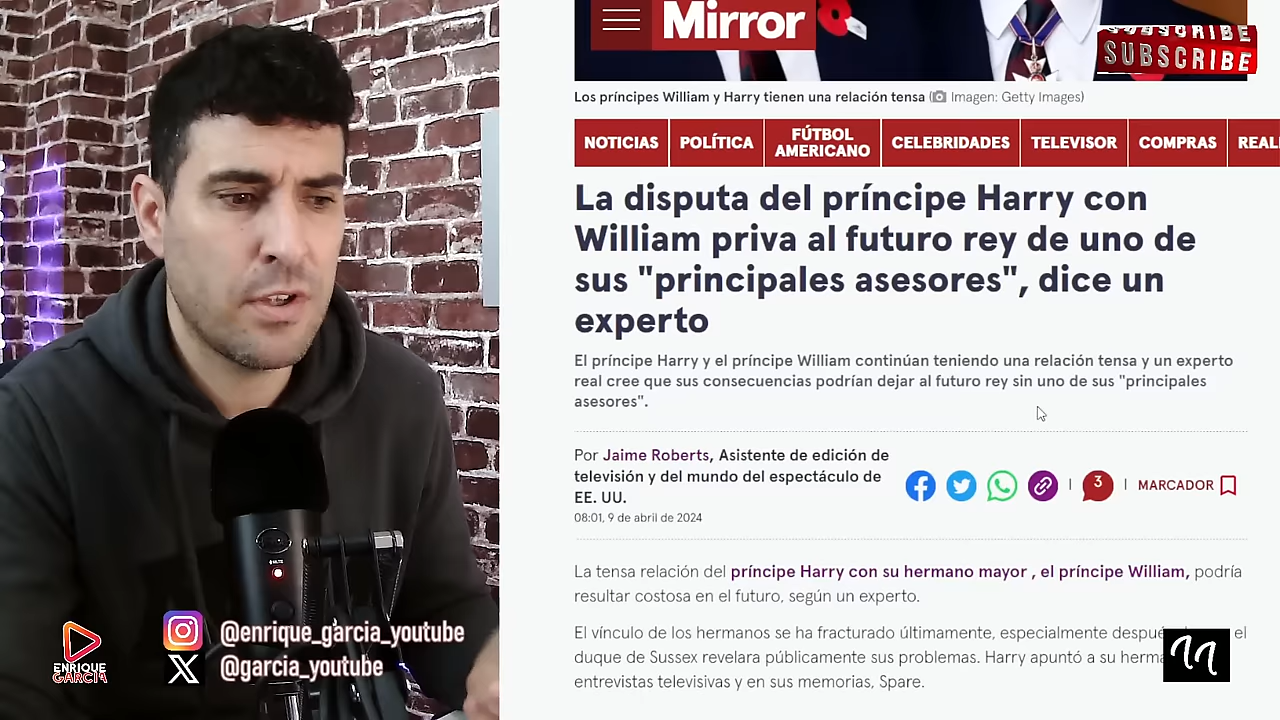 Mirror
SUBSCRIBE
SUBSCRIBE
Los príncipes William y Harry tienen una relación tensa ( Imagen: Getty Images)
NOTICIAS
POLÍTICA
FÚTBOL
AMERICANO
CELEBRIDADES
TELEVISOR
COMPRAS
REAL
La disputa del príncipe Harry con
William priva al futuro rey de uno de
sus "principales asesores", dice un
experto
El príncipe Harry y el príncipe William continúan teniendo una relación tensa y un experto
real cree que sus consecuencias podrían dejar al futuro rey sin uno de sus "principales
asesores".
Por Jaime Roberts, Asistente de edición de
televisión y del mundo del espectáculo de
EE. UU.
08:01, 9 de abril de 2024
3
MARCADOR
La tensa relación del príncipe Harry con su hermano mayor , el príncipe William, podría
resultar costosa en el futuro, según un experto.
El vínculo de los hermanos se ha fracturado últimamente, especialmente el
duque de Sussex revelara públicamente sus problemas. Harry apuntó a su
entrevistas televisivas y en sus memorias, Spare.
@enrique_garcia_youtube
@garcia_youtube
ENRIQUE
GARCIA